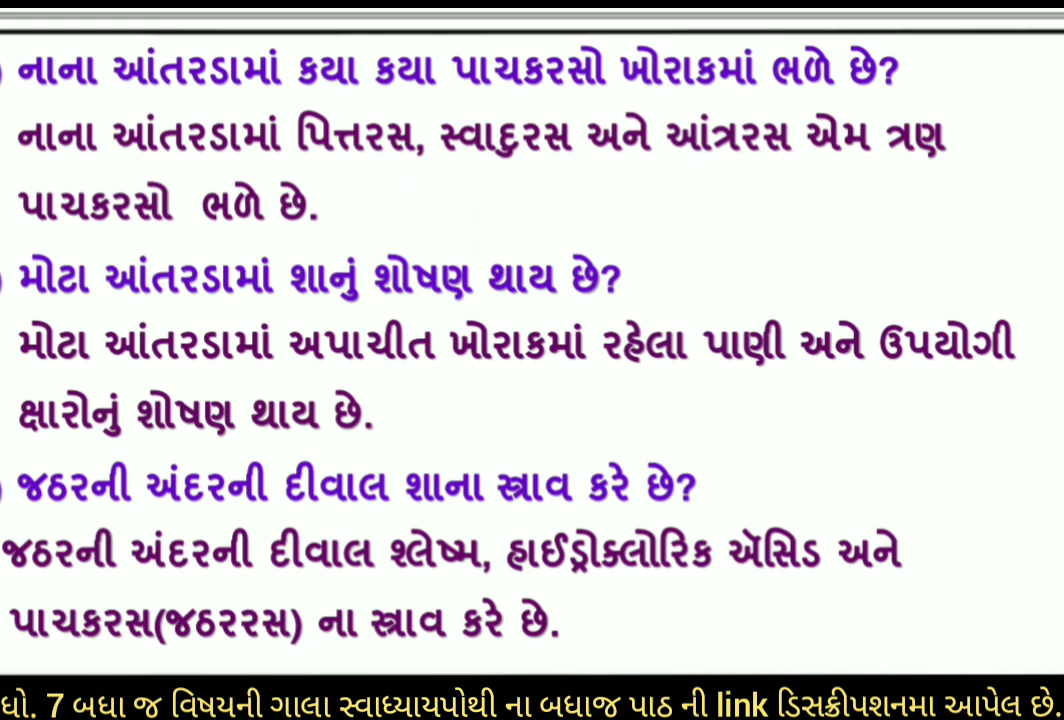 નાના આંતરડામાં કયા કયા પાચકરસો ખોરાકમાં ભળે છે?
નાના આંતરડામાં પિત્તરસ, સ્વાદુરસ અને આંત્રરસ એમ ત્રણ
પાચકરસો ભળે છે.
મોટા આંતરડામાં શાનું શોષણ થાય છે?
મોટા આંતરડામાં અપાચીત ખોરાકમાં રહેલા પાણી અને ઉપયોગી
ક્ષારોનું શોષણ થાય છે.
જઠરની અંદરની દીવાલ શાના સ્ત્રાવ કરે છે?
જઠરની અંદરની દીવાલ શ્લેષ્મ, હાઈડ્રોક્લોરિક ઍસિડ અને
પાચકરસ(જઠરરસ) ના સ્ત્રાવ કરે છે.
ધો. 7 બધા જ વિષયની ગાલા સ્વાધ્યાયપોથી ના બધાજ પાઠ ની link ડિસક્રીપશનમા આપેલ છે.